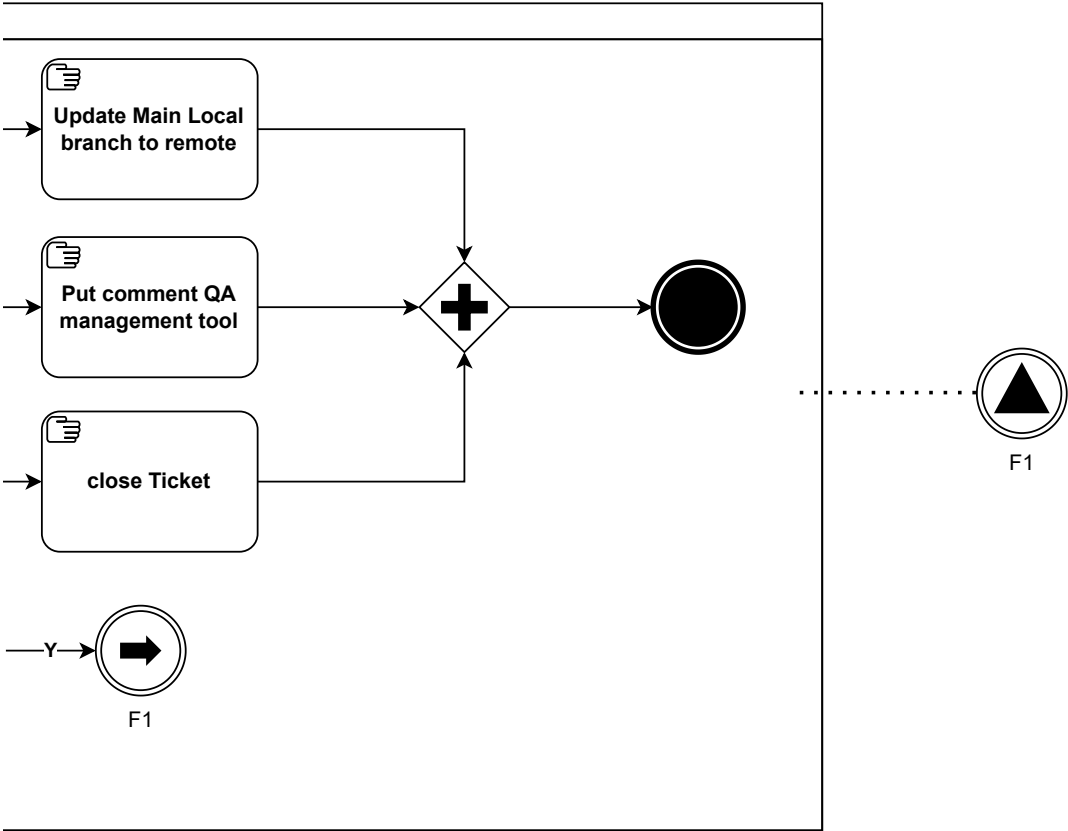 Update Main Local
branch to remote
Put comment QA
management tool
F1
close Ticket
Y
F1